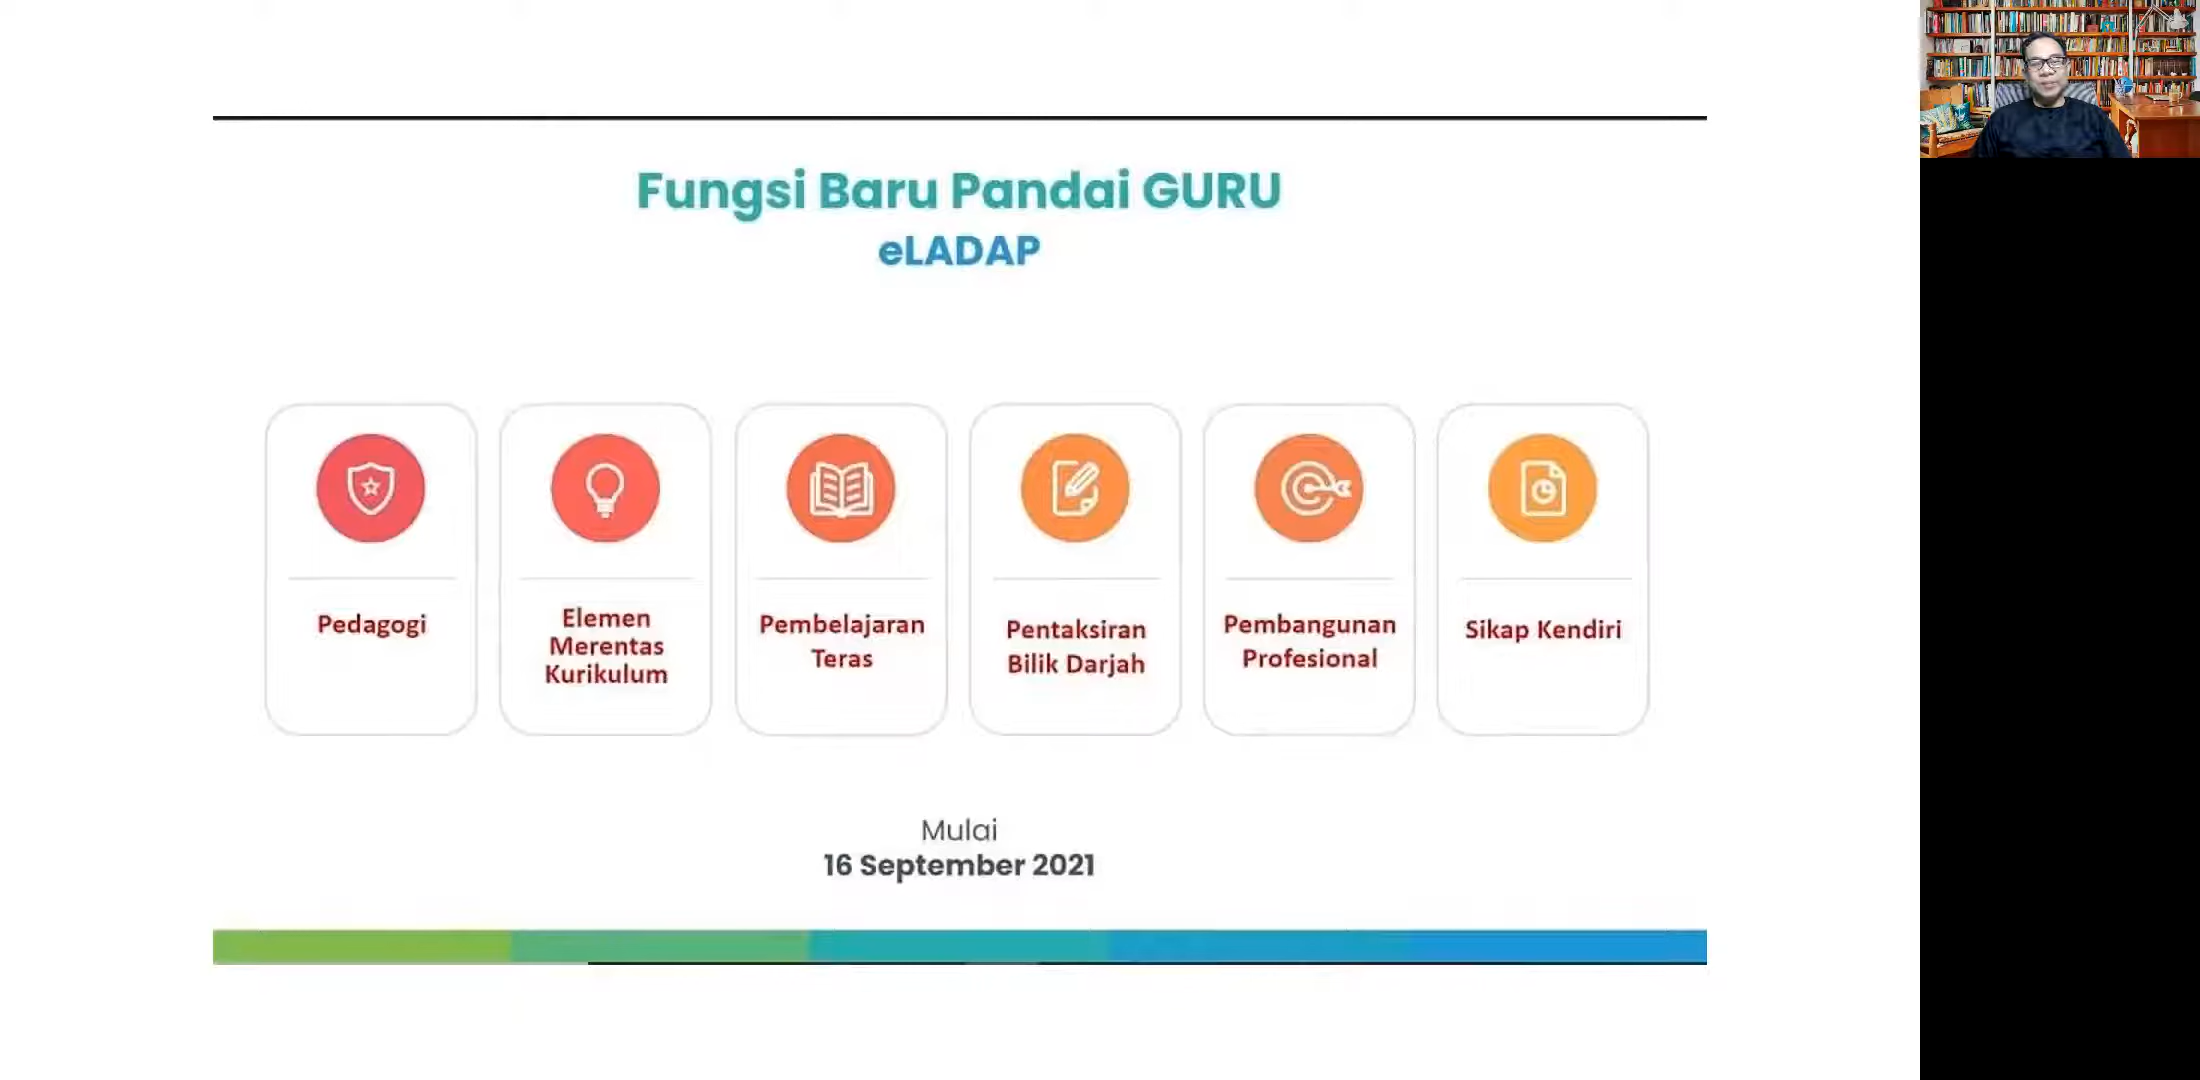 Fungsi Baru Pandai GURU
eLADAP
Pedagogi
Elemen
Merentas
Kurikulum
Pembelajaran
Teras
Pentaksiran
Bilik Darjah
Pembangunan
Profesional
Sikap Kendiri
Mulai
16 September 2021